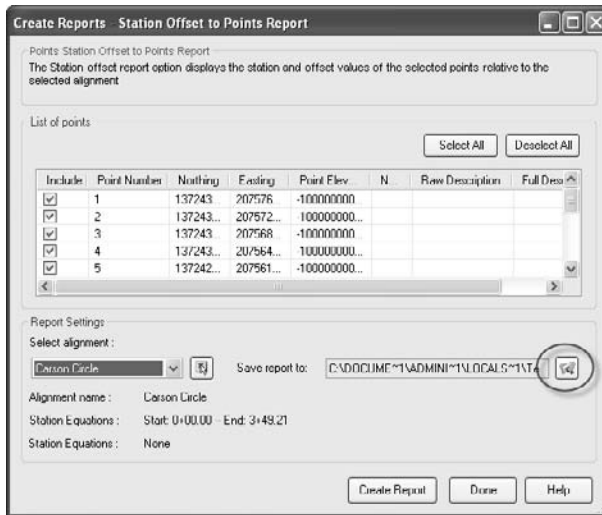 Create Reports - Station Offset to Points Report
Points Station Offset to Points Report
The Station offset report option displays the station and offset values of the selected points relative to the
selected alignment
List of points
Select All Deselect All
Include Point Number Northing Easting Point Elev... N... Raw Description Full Des
1 137243... 207576... -100000000...
2 137243... 207572... -100000000...
3 137243... 207568... -100000000...
4 137243... 207564... -100000000...
5 137242... 207561... -100000000...
Report Settings
Select alignment :
Carson Circle Save report to: C:\DOCUME~1\ADMINI~1\LOCALS~1\Te
Alignment name : Carson Circle
Station Equations : Start: 0+00.00 - End: 3+49.21
Station Equations : None
Create Report Done Help